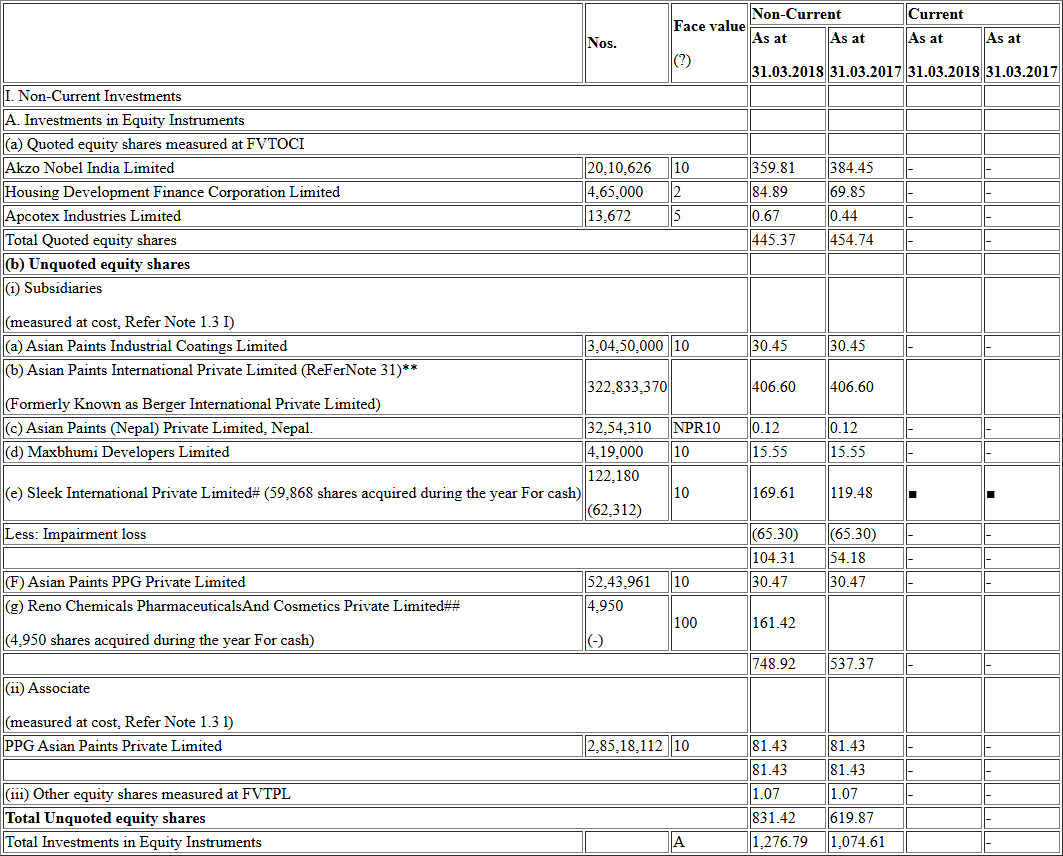 Nos. Face value Non-Current Current
(?) As at As at As at As at
31.03.2018 31.03.2017 31.03.2018 31.03.2017
I. Non-Current Investments
A. Investments in Equity Instruments
(a) Quoted equity shares measured at FVTOCI
Akzo Nobel India Limited 20,10,626 10 359.81 384.45 - -
Housing Development Finance Corporation Limited 4,65,000 2 84.89 69.85 - -
Apcotex Industries Limited 13,672 5 0.67 0.44 - -
Total Quoted equity shares 445.37 454.74 - -
(b) Unquoted equity shares
(i) Subsidiaries
(measured at cost, Refer Note 1.3 I)
(a) Asian Paints Industrial Coatings Limited 3,04,50,000 10 30.45 30.45 - -
(b) Asian Paints International Private Limited (ReFerNote 31)**
(Formerly Known as Berger International Private Limited) 322,833,370 406.60 406.60
(c) Asian Paints (Nepal) Private Limited, Nepal. 32,54,310 NPR10 0.12 0.12 - -
(d) Maxbhumi Developers Limited 4,19,000 10 15.55 15.55 - -
(e) Sleek International Private Limited# (59,868 shares acquired during the year For cash) 122,180
(62,312) 10 169.61 119.48 ■ ■
Less: Impairment loss (65.30) (65.30) - -
104.31 54.18 - -
(F) Asian Paints PPG Private Limited 52,43,961 10 30.47 30.47 - -
(g) Reno Chemicals PharmaceuticalsAnd Cosmetics Private Limited## 4,950
(4,950 shares acquired during the year For cash) (-) 100 161.42
748.92 537.37 - -
(ii) Associate
(measured at cost, Refer Note 1.3 l)
PPG Asian Paints Private Limited 2,85,18,112 10 81.43 81.43 - -
81.43 81.43 - -
(iii) Other equity shares measured at FVTPL 1.07 1.07 - -
Total Unquoted equity shares 831.42 619.87 -
Total Investments in Equity Instruments A 1,276.79 1,074.61 -